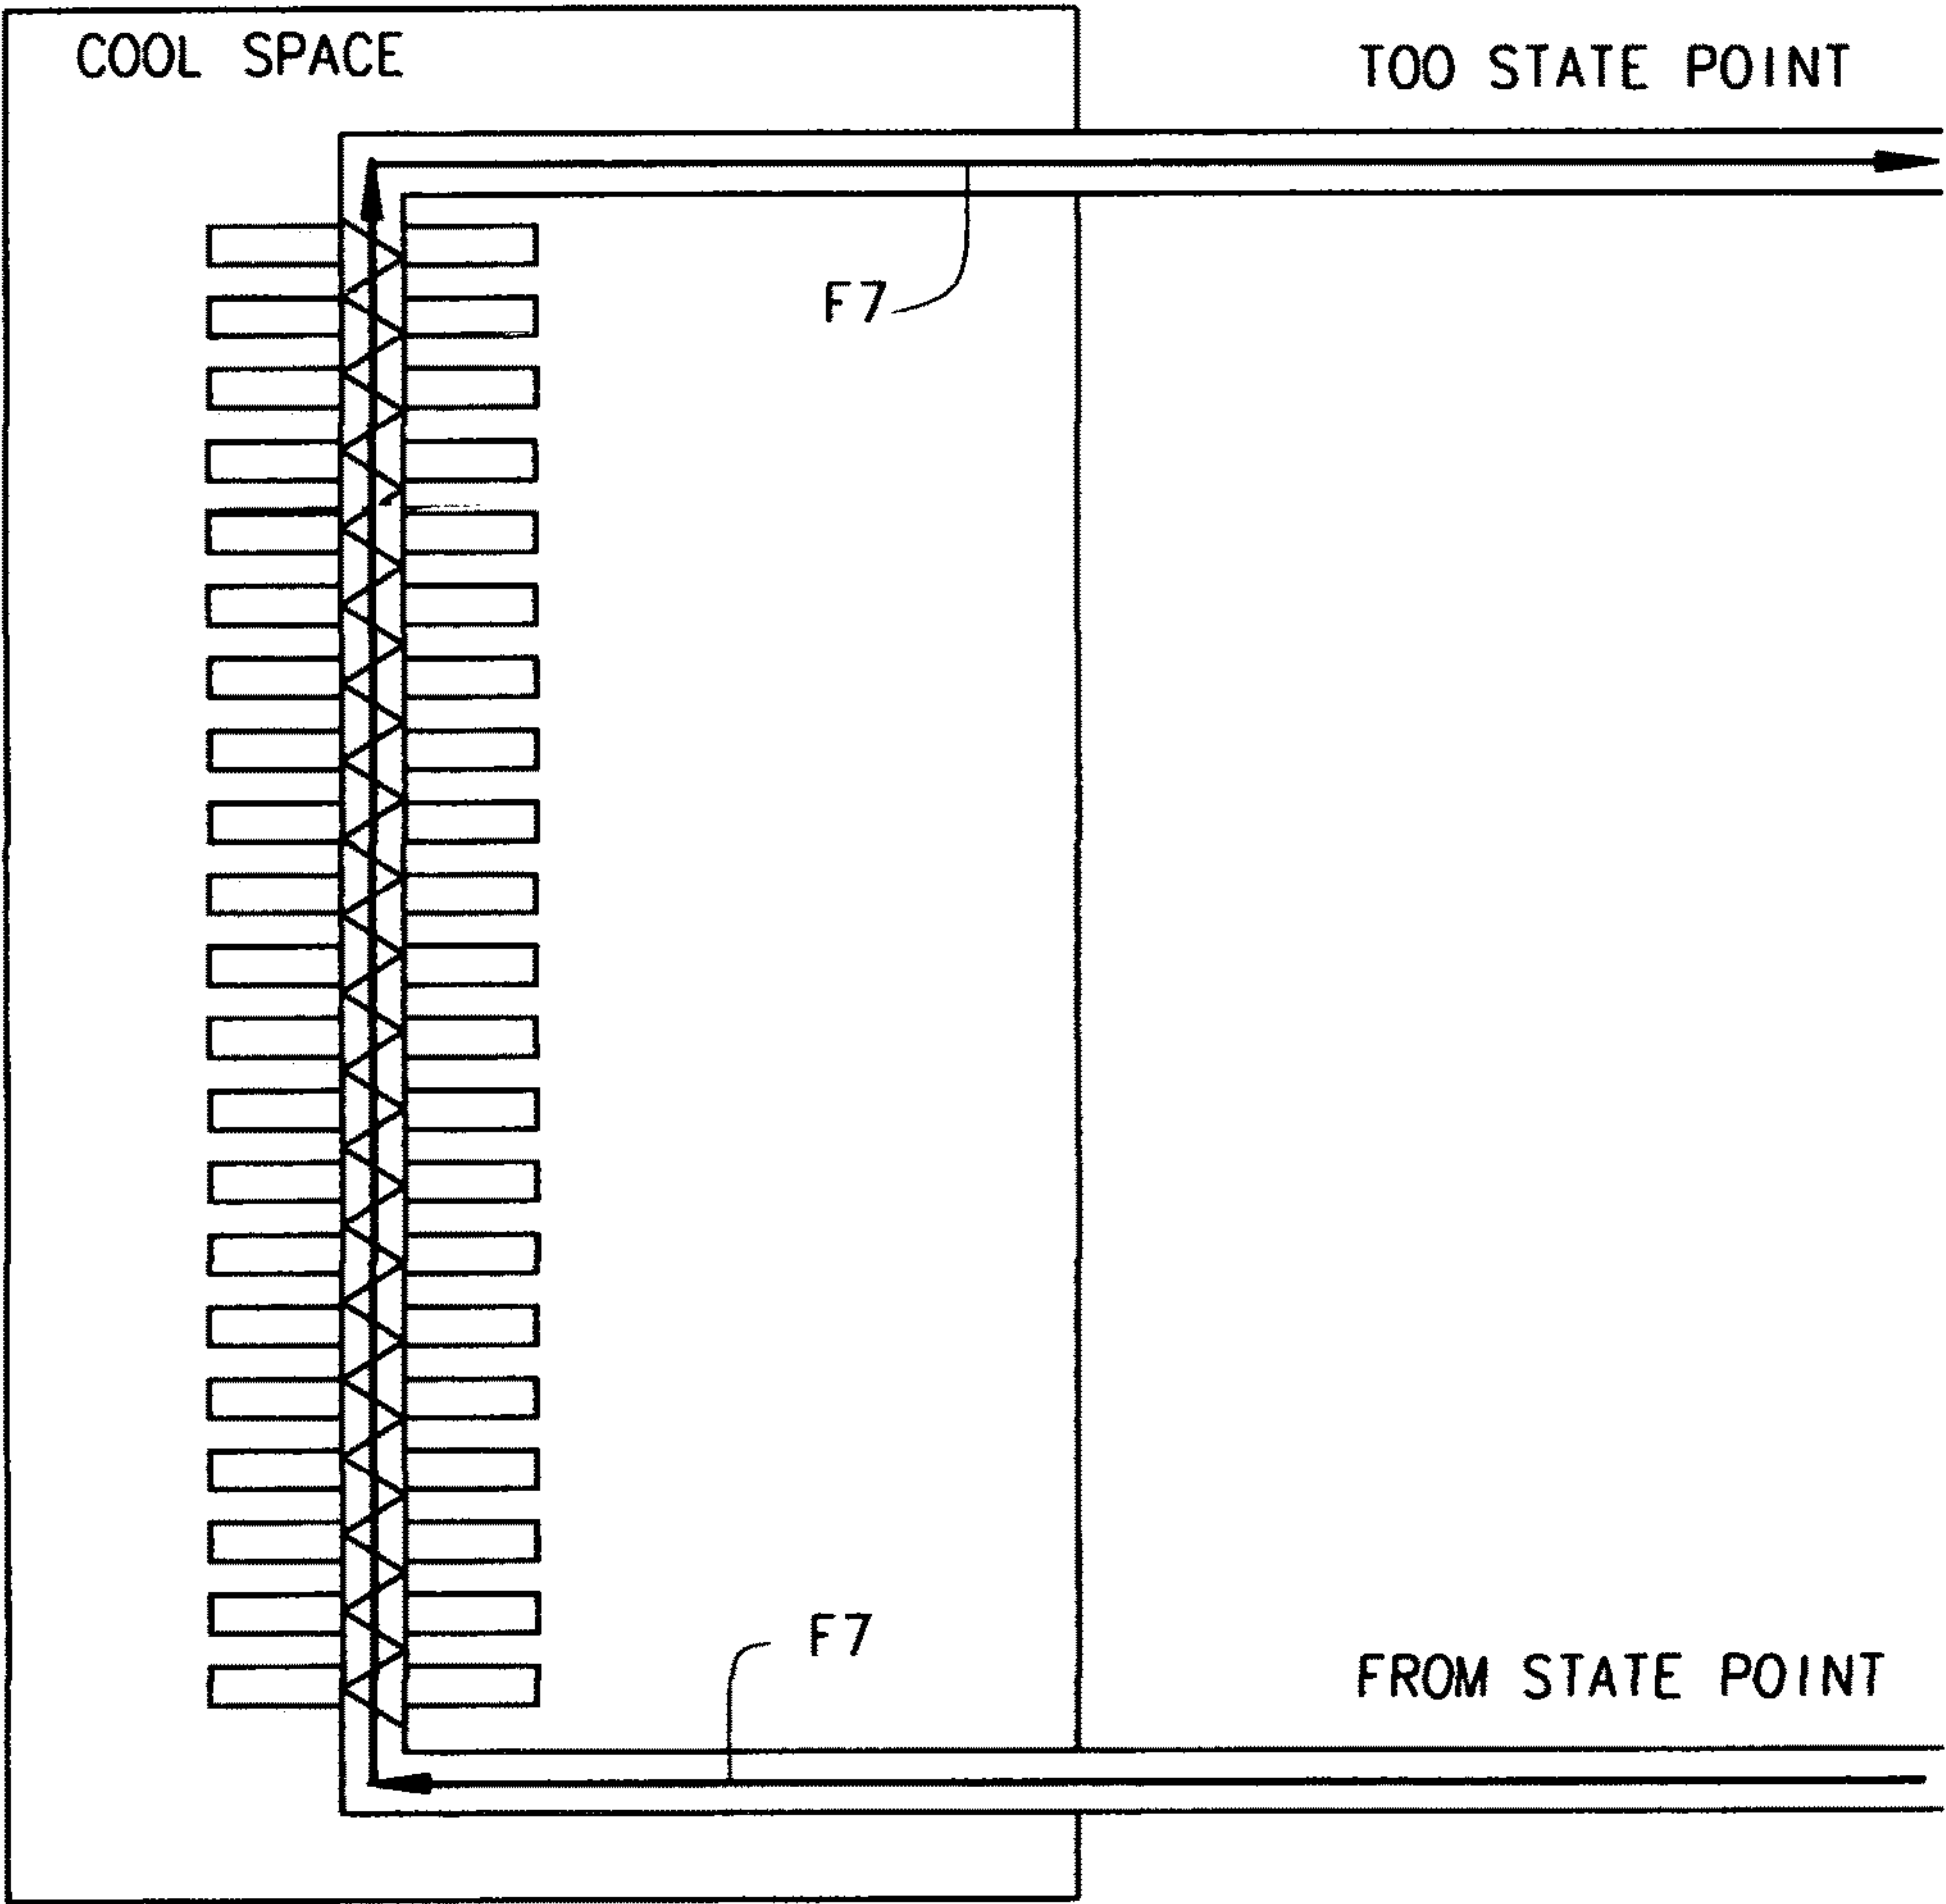 COOL SPACE
TOO STATE POINT
F7
F7
FROM STATE POINT